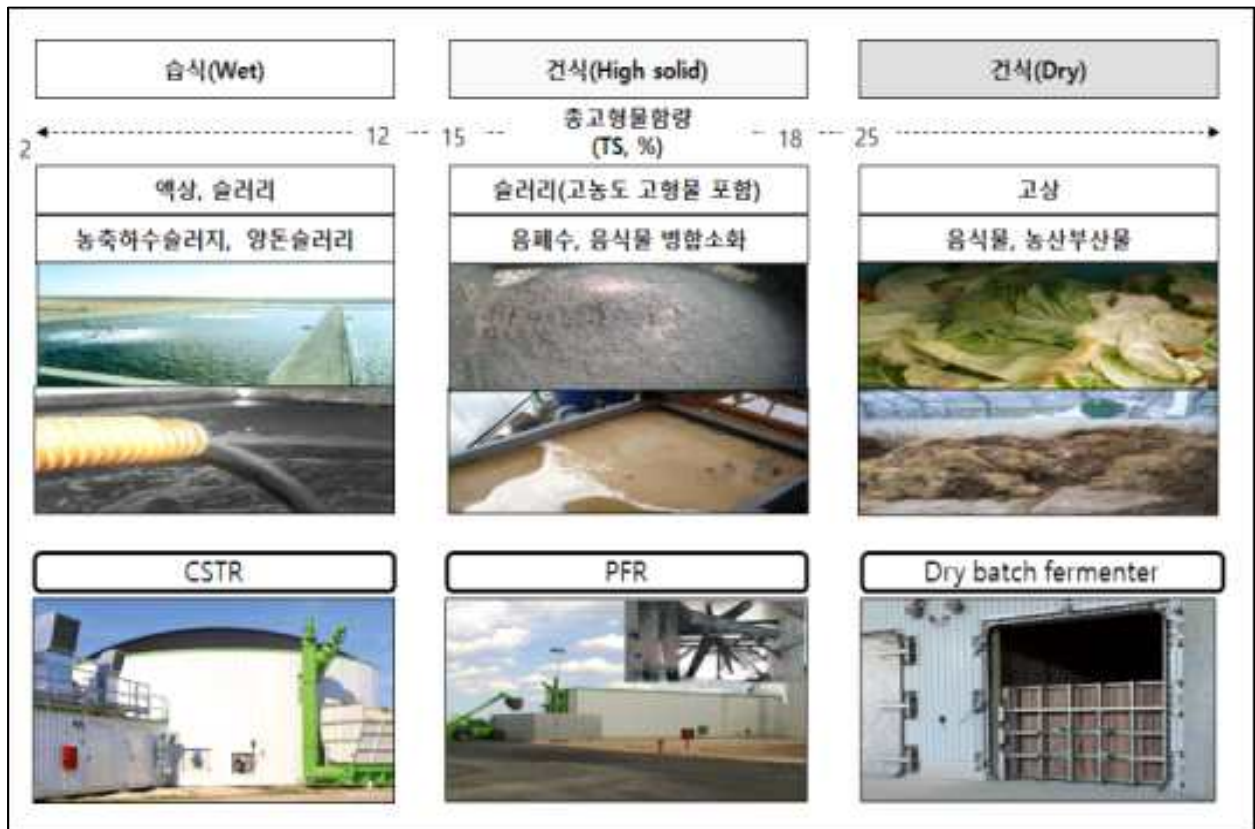 습식(Wet)
건식(High solid)
건식(Dry)
총고형물함량
(TS, %)
2
12
15
18
25
액상, 슬러리
슬러리(고농도 고형물 포함)
고상
농축하수슬러지, 양돈슬러리
음폐수, 음식물 병합소화
음식물, 농산부산물
CSTR
PFR
Dry batch fermenter